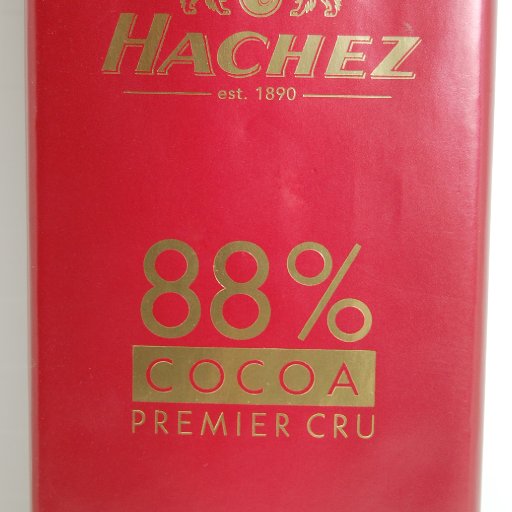 HACHEZ
est. 1890
88%
COCOA
PREMIER CRU